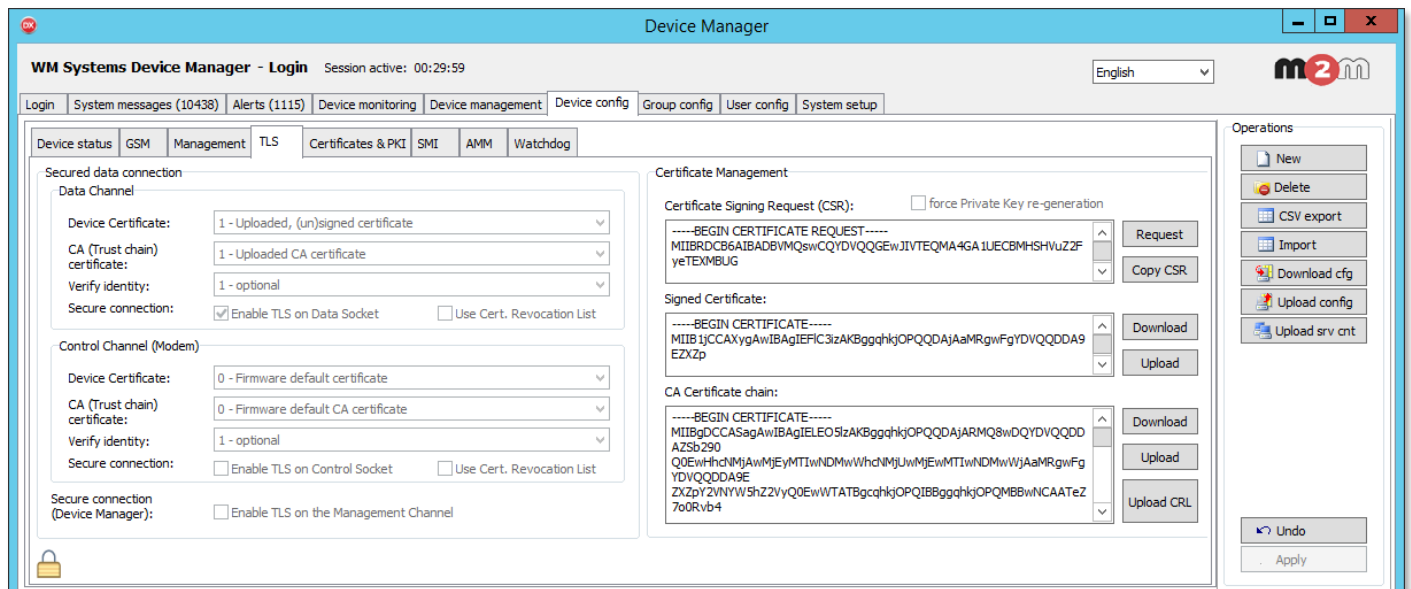 Device Manager
WM Systems Device Manager - Login Session active: 00:29:59
English
m2m
Login System messages (10438) Alerts (1115) Device monitoring Device management Device config Group config User config System setup
Device status GSM Management TLS Certificates & PKI SMI AMM Watchdog
Secured data connection
Data Channel
Device Certificate: 1 - Uploaded, (un)signed certificate
CA (Trust chain)
certificate: 1 - Uploaded CA certificate
Verify identity: 1 - optional
Secure connection: Enable TLS on Data Socket Use Cert. Revocation List
Control Channel (Modem)
Device Certificate: 0 - Firmware default certificate
CA (Trust chain)
certificate: 0 - Firmware default CA certificate
Verify identity: 1 - optional
Secure connection: Enable TLS on Control Socket Use Cert. Revocation List
Secure connection
(Device Manager): Enable TLS on the Management Channel
Certificate Management
Certificate Signing Request (CSR): force Private Key re-generation
-----BEGIN CERTIFICATE REQUEST-----
MIIBRDCB6AIBADBVMQswCQYDVQQGEwJIVTEQMA4GA1UECBMHSHVuZ2F
yeTEXMBUG
Request
Copy CSR
Signed Certificate:
-----BEGIN CERTIFICATE-----
MIIB1jCCAXygAwIBAgIEFlC3izAKBggqhkjOPQQDAjAaMRgwFgYDVQQDDA9
EZXZp
Download
Upload
CA Certificate chain:
-----BEGIN CERTIFICATE-----
MIIBgDCCASagAwIBAgIELEO5lzAKBggqhkjOPQQDAjARMQ8wDQYDVQQDD
AZSb290
Q0EwHhcNMjAwMjEyMTIwNDMwWhcNMjUwMjEwMTIwNDMwWjAaMRgwFg
YDVQQDDA9E
ZXZpY2VNYW5hZ2VyQ0EwWTATBgcqhkjOPQIBBggqhkjOPQMBBwNCAATeZ
7o0Rvb4
Download
Upload
Upload CRL
Operations
New
Delete
CSV export
Import
Download cfg
Upload config
Upload srv cnt
Undo
Apply